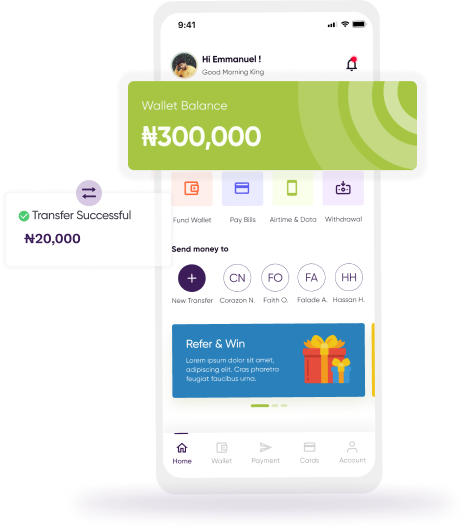 9:41
Hi Emmanuel !
Good Morning King
Wallet Balance
₦300,000
Transfer Successful
₦20,000
Fund Wallet Pay Bills Airtime & Data Withdrawal
Send money to
CN FO FA HH
New Transfer Corazon N. Faith O. Falade A. Hassan H.
Refer & Win
Lorem ipsum dolor sit amet,
adipiscing elit. Cras pharetra
feugiat faucibus urna.
Home Wallet Payment Cards Account